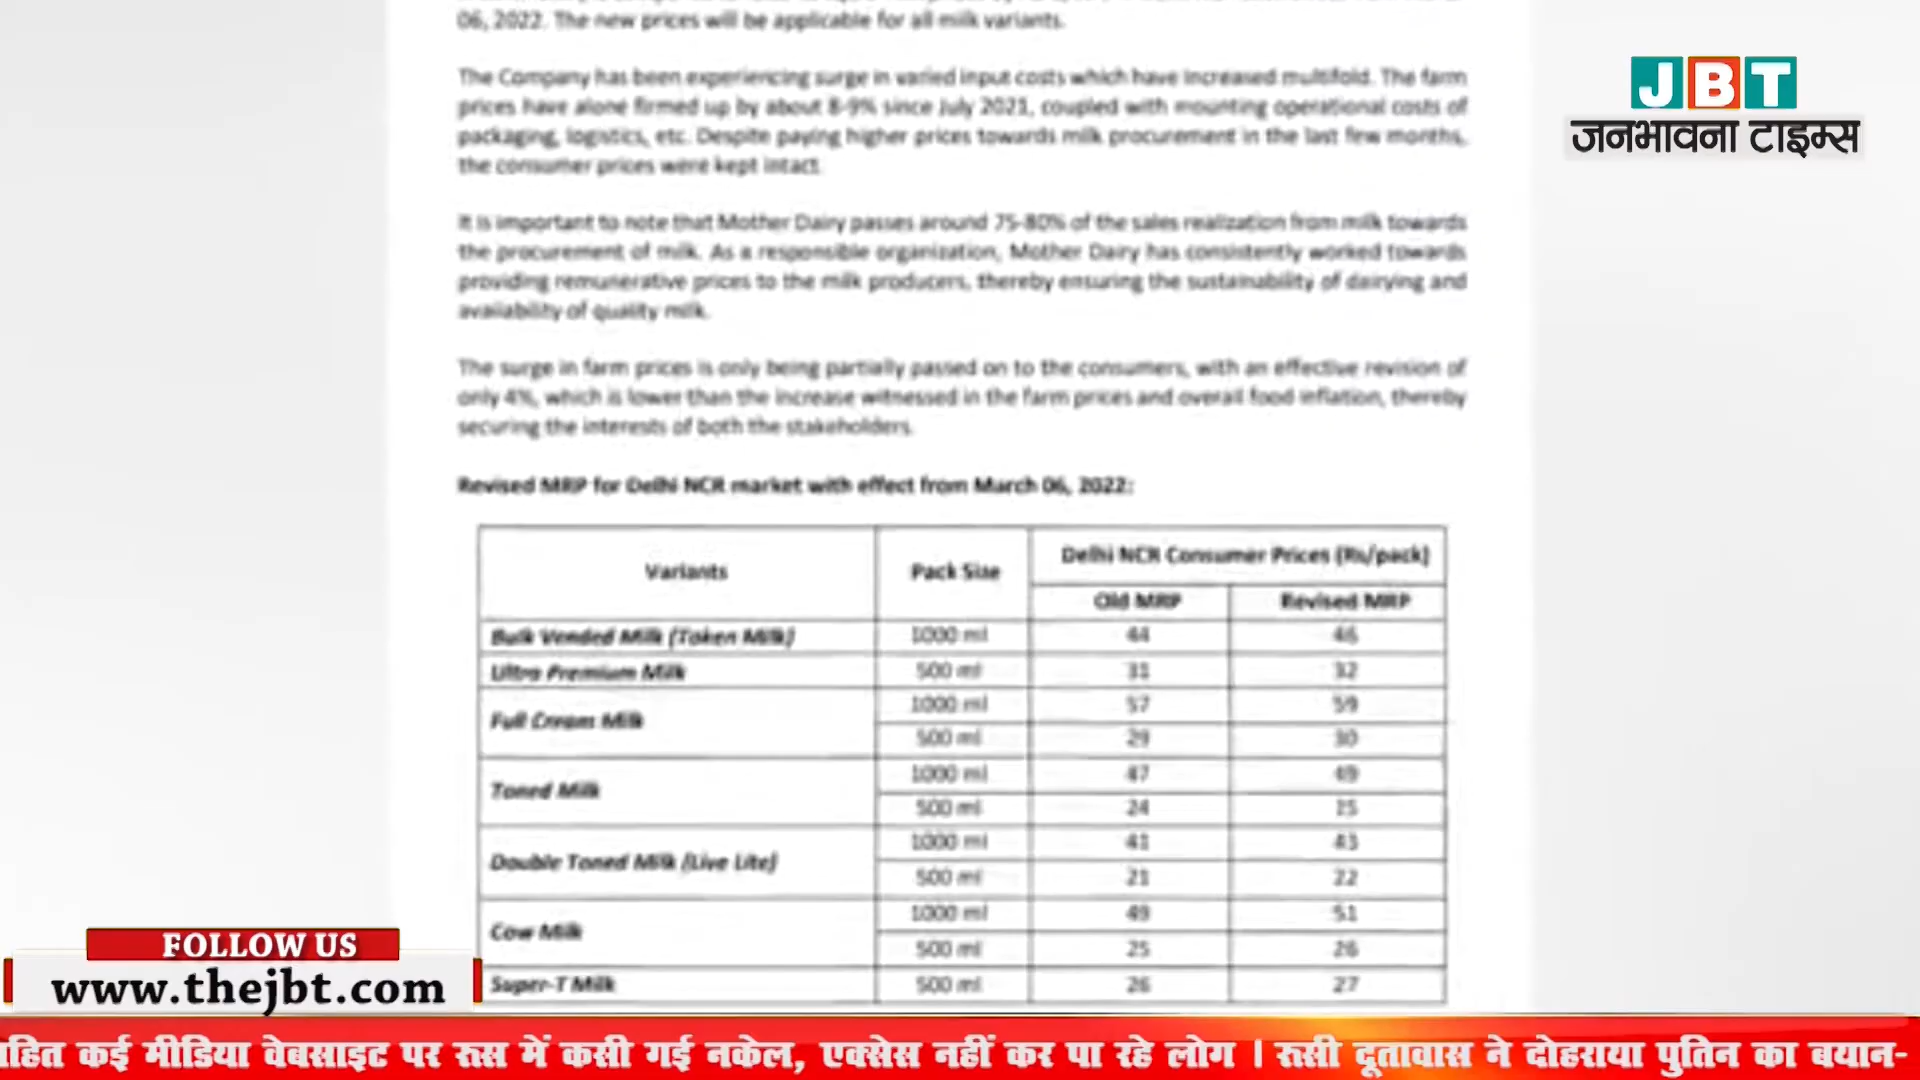 06, 2022. The new prices will be applicable for all milk variants.
The Company has been experiencing surge in varied input costs which have increased multifold. The farm
prices have alone firmed up by about 8-9% since July 2021, coupled with mounting operational costs of
packaging, logistics, etc. Despite paying higher prices towards milk procurement in the last few months,
the consumer prices were kept intact.
It is important to note that Mother Dairy passes around 75-80% of the sales realization from milk towards
the procurement of milk. As a responsible organization, Mother Dairy has consistently worked towards
providing remunerative prices to the milk producers, thereby ensuring the sustainability of dairying and
availability of quality milk.
The surge in farm prices is only being partially passed on to the consumers, with an effective revision of
only 4%, which is lower than the increase witnessed in the farm prices and overall food inflation, thereby
securing the interests of both the stakeholders.
Revised MRP for Delhi NCR market with effect from March 06, 2022:
Variants Pack Size Delhi NCR Consumer Prices (Rs/pack)
Old MRP Revised MRP
Bulk Vended Milk (Token Milk) 1000 ml 44 46
Ultra Premium Milk 500 ml 31 32
Full Cream Milk 1000 ml 57 59
500 ml 29 30
Toned Milk 1000 ml 47 49
500 ml 24 25
Double Toned Milk (Live Lite) 1000 ml 41 43
500 ml 21 22
Cow Milk 1000 ml 49 51
500 ml 25 26
Super-T Milk 500 ml 26 27
JBT
जनभावना टाइम्स
FOLLOW US
www.thejbt.com
कई मीडिया वेबसाइट पर रूस में कसी गई नकेल, एक्सेस नहीं कर पा रहे लोग । रूसी दूतावास ने दोहराया पुतिन का बयान-